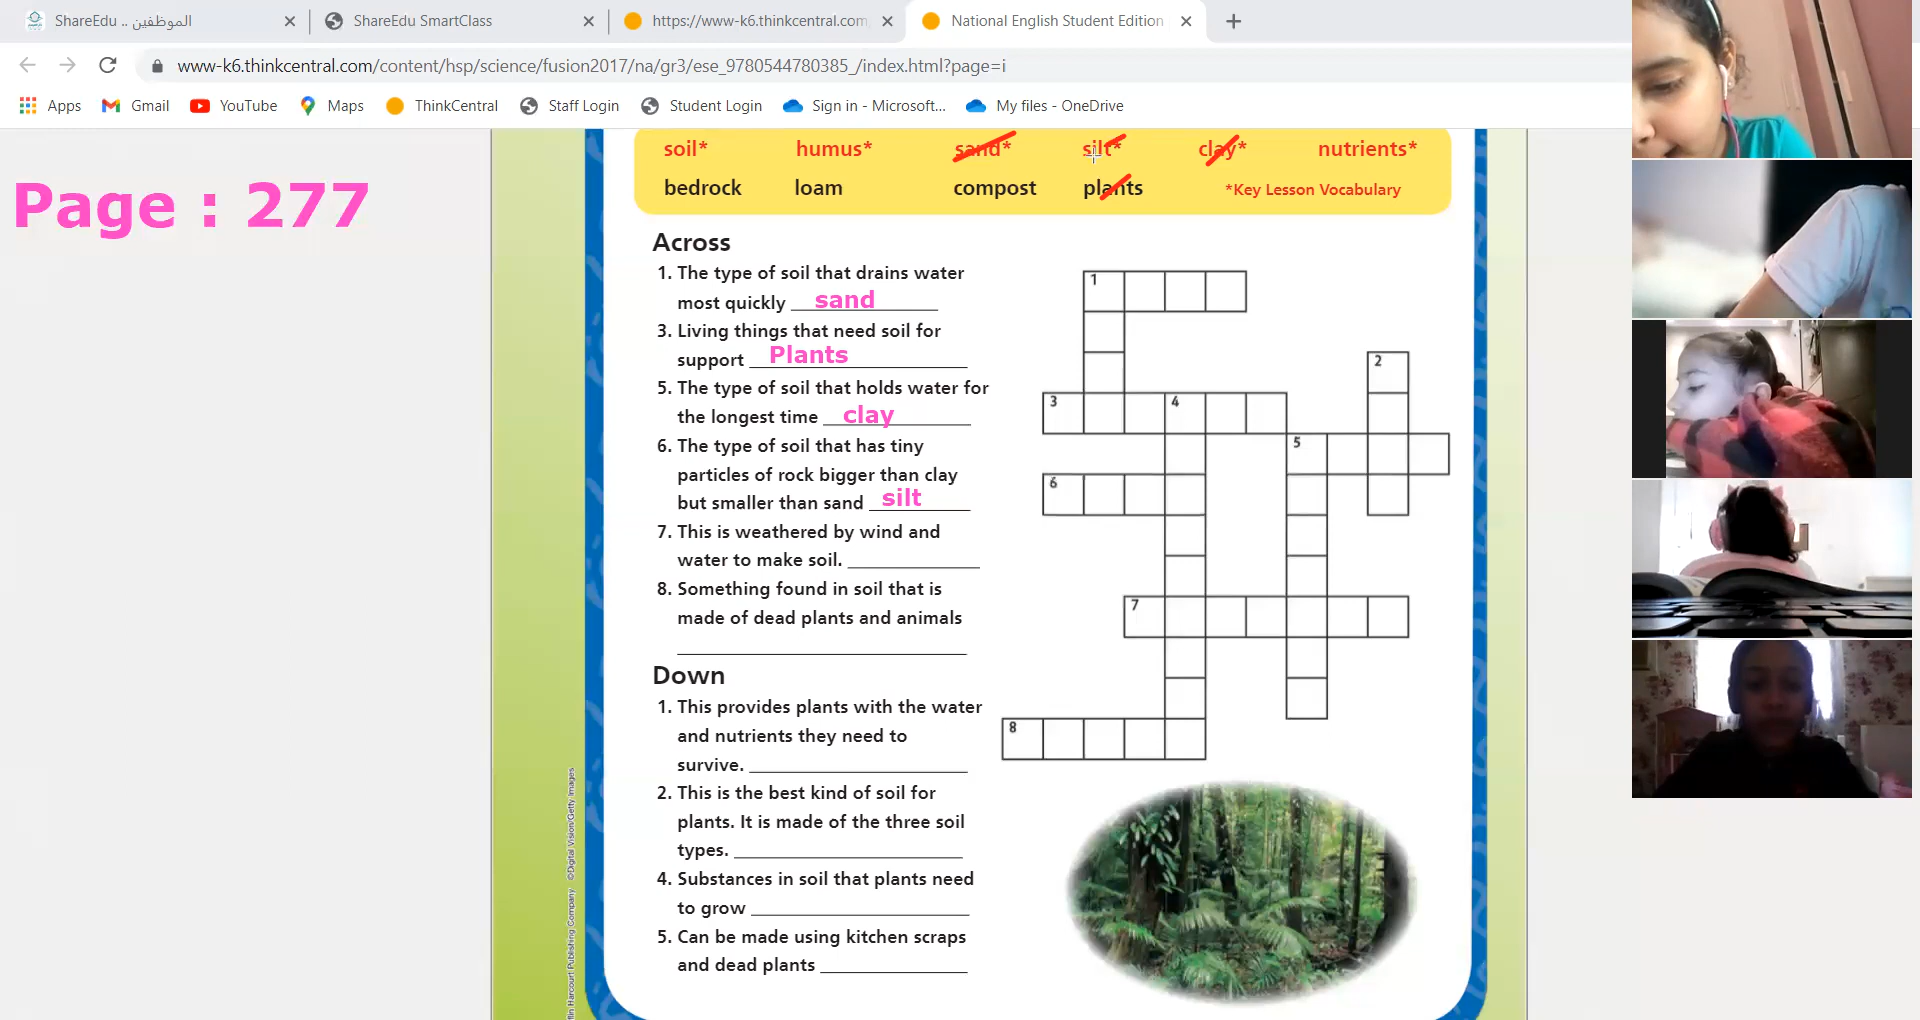 ShareEdu .. الموظفين
ShareEdu SmartClass
https://www-k6.thinkcentral.com
National English Student Edition
www-k6.thinkcentral.com/content/hsp/science/fusion2017/na/gr3/ese_9780544780385_/index.html?page=i
Apps Gmail YouTube Maps ThinkCentral Staff Login Student Login Sign in - Microsoft... My files - OneDrive
soil* humus* sand* silt* clay* nutrients*
bedrock loam compost plants *Key Lesson Vocabulary
Page : 277
Across
1. The type of soil that drains water
most quickly sand
3. Living things that need soil for
support Plants
5. The type of soil that holds water for
the longest time clay
6. The type of soil that has tiny
particles of rock bigger than clay
but smaller than sand silt
7. This is weathered by wind and
water to make soil.
8. Something found in soil that is
made of dead plants and animals
Down
1. This provides plants with the water
and nutrients they need to
survive.
2. This is the best kind of soil for
plants. It is made of the three soil
types.
4. Substances in soil that plants need
to grow
5. Can be made using kitchen scraps
and dead plants
1
2
3 4
5
6
7
8
Harcourt Publishing Company ©Digital Vision/Getty Images